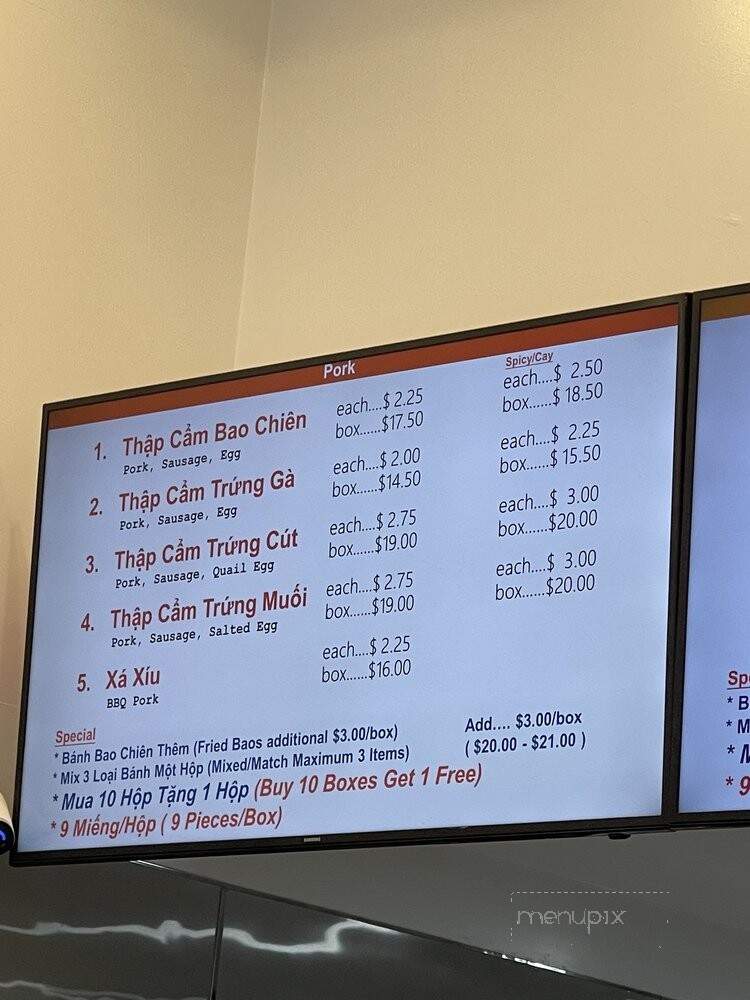 Pork
Spicy/Cay
1. Thập Cẩm Bao Chiên each....$ 2.25 each....$ 2.50
Pork, Sausage, Egg box......$17.50 box......$ 18.50
2. Thập Cẩm Trứng Gà each....$ 2.00 each....$ 2.25
Pork, Sausage, Egg box......$14.50 box......$ 15.50
3. Thập Cẩm Trứng Cút each....$ 2.75 each....$ 3.00
Pork, Sausage, Quail Egg box......$19.00 box......$20.00
4. Thập Cẩm Trứng Muối each....$ 2.75 each....$ 3.00
Pork, Sausage, Salted Egg box......$19.00 box......$20.00
5. Xá Xíu each....$ 2.25
BBQ Pork box......$16.00
Special
* Bánh Bao Chiên Thêm (Fried Baos additional $3.00/box) Add.... $3.00/box
* Mix 3 Loại Bánh Một Hộp (Mixed/Match Maximum 3 Items) ( $20.00 - $21.00 )
* Mua 10 Hộp Tặng 1 Hộp (Buy 10 Boxes Get 1 Free)
* 9 Miếng/Hộp ( 9 Pieces/Box)
Sp
* B
* M
* M
* 9
menupix